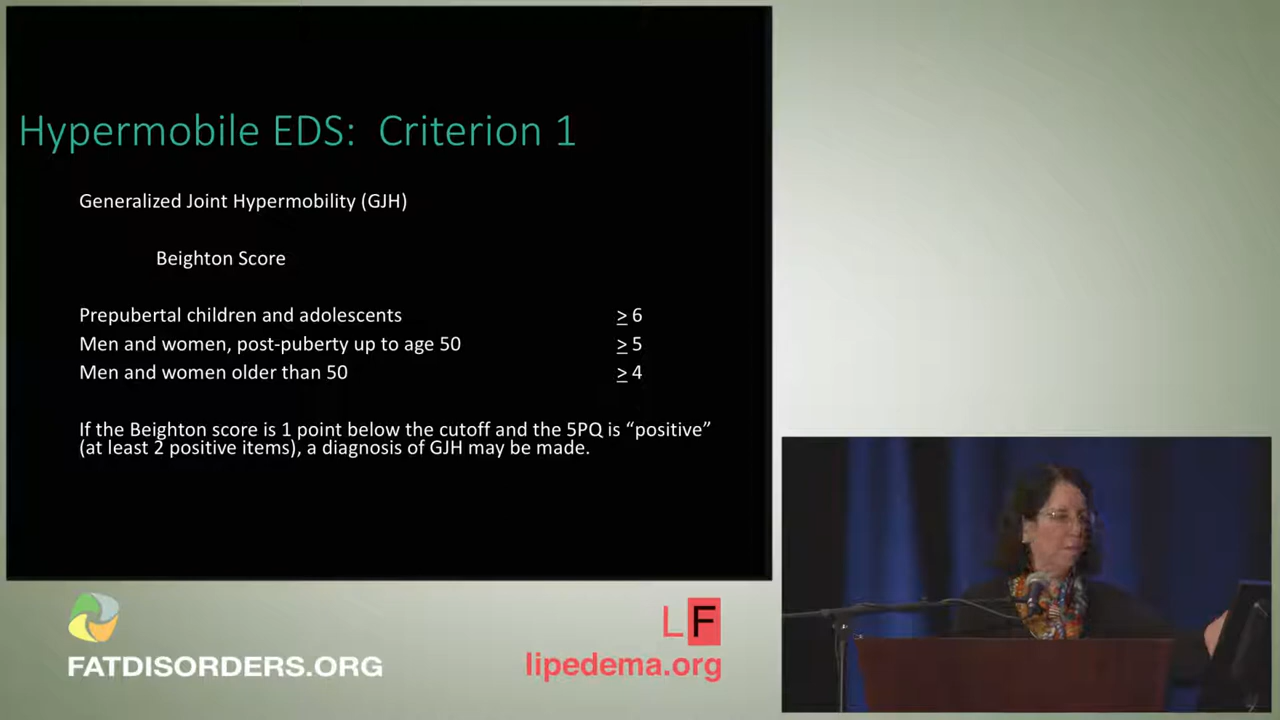 Hypermobile EDS: Criterion 1
Generalized Joint Hypermobility (GJH)
Beighton Score
Prepubertal children and adolescents ≥ 6
Men and women, post-puberty up to age 50 ≥ 5
Men and women older than 50 ≥ 4
If the Beighton score is 1 point below the cutoff and the 5PQ is “positive”
(at least 2 positive items), a diagnosis of GJH may be made.
LF
FATDISORDERS.ORG
lipedema.org